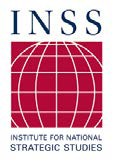 INSS
INSTITUTE FOR NATIONAL
STRATEGIC STUDIES